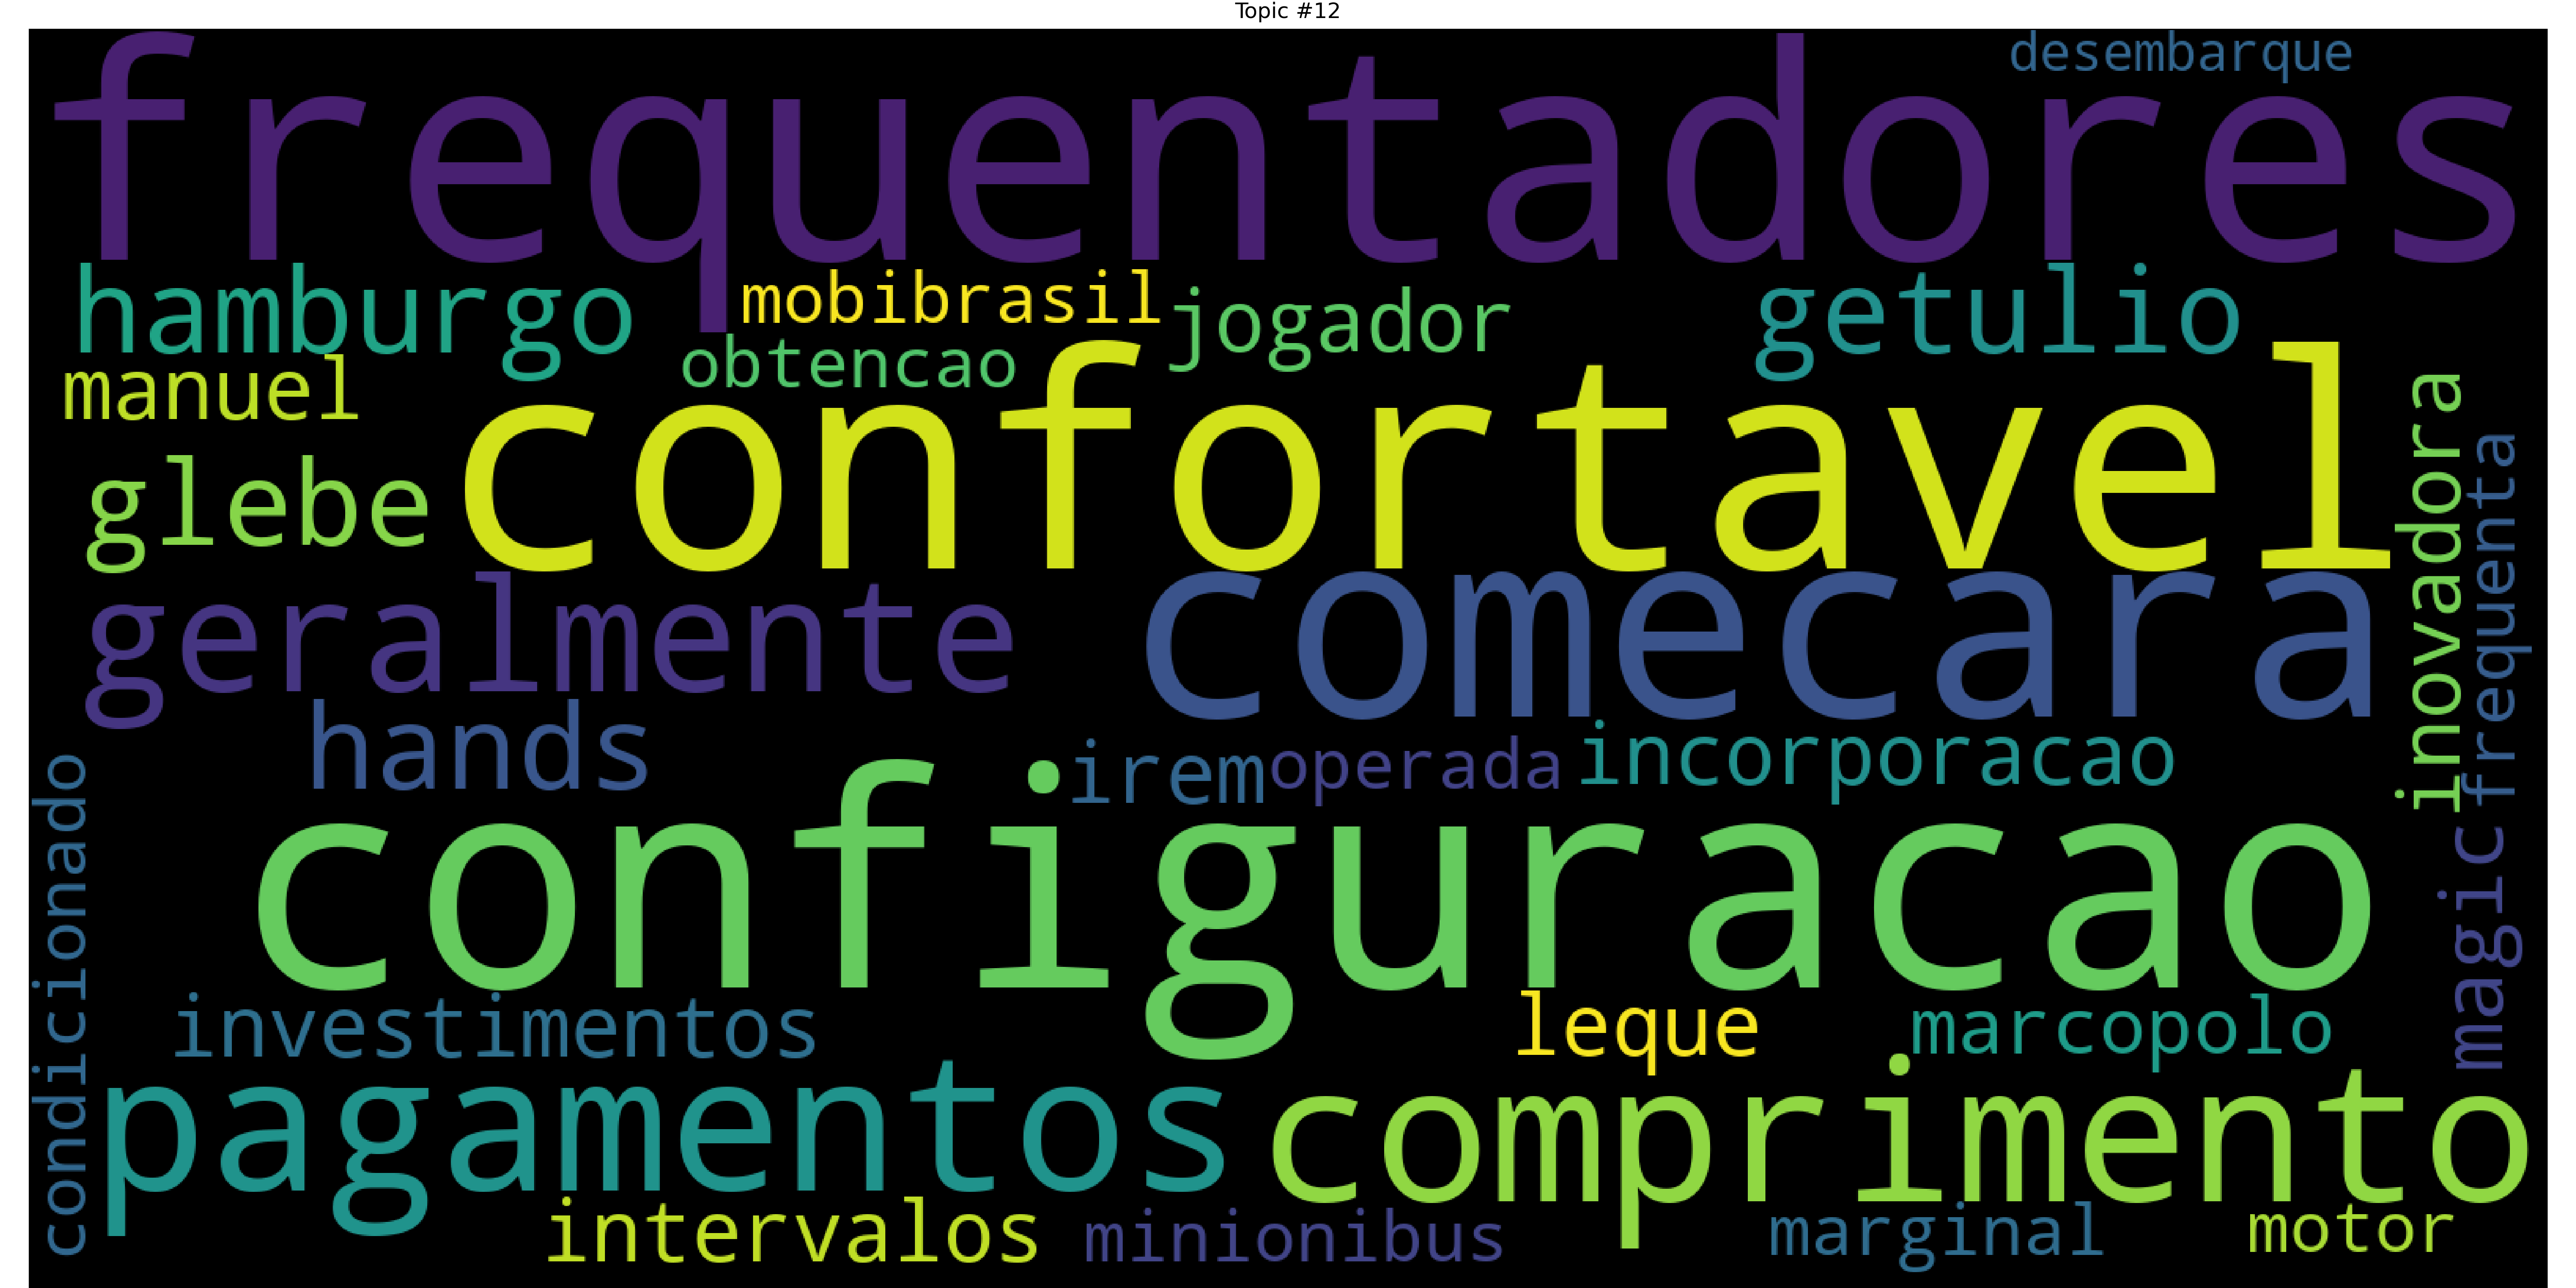 Topic #12
desembarque
frequentadores
hamburgo
mobibrasil
jogador
getulio
obtencao
manuel
confortavel
inovadora
frequenta
glebe
geralmente
comecara
hands
irem
operada
incorporacao
condicionado
configuracao
magic
investimentos
leque
marcopolo
pagamentos
comprimento
intervalos
minionibus
marginal
motor